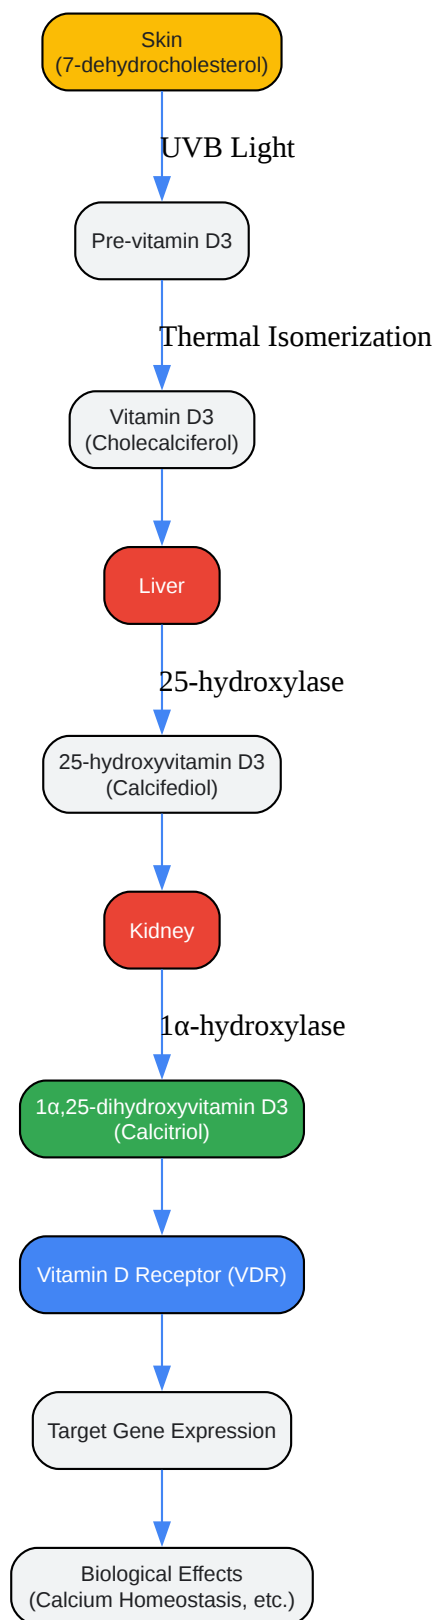 Skin
(7-dehydrocholesterol)
UVB Light
Pre-vitamin D3
Thermal Isomerization
Vitamin D3
(Cholecalciferol)
Liver
25-hydroxylase
25-hydroxyvitamin D3
(Calcifediol)
Kidney
1α-hydroxylase
1α,25-dihydroxyvitamin D3
(Calcitriol)
Vitamin D Receptor (VDR)
Target Gene Expression
Biological Effects
(Calcium Homeostasis, etc.)